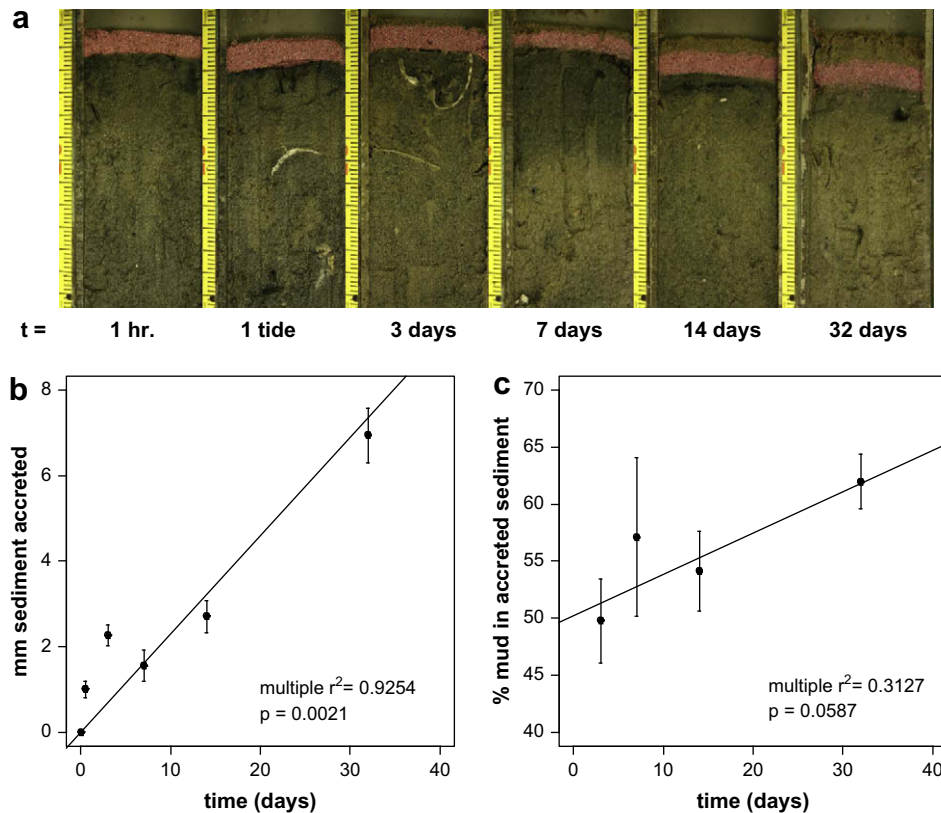 a
t = 1 hr. 1 tide 3 days 7 days 14 days 32 days
b
mm sediment accreted
8
6
4
2
0
multiple r²= 0.9254
p = 0.0021
0 10 20 30 40
time (days)
c
% mud in accreted sediment
70
65
60
55
50
45
40
multiple r²= 0.3127
p = 0.0587
0 10 20 30 40
time (days)